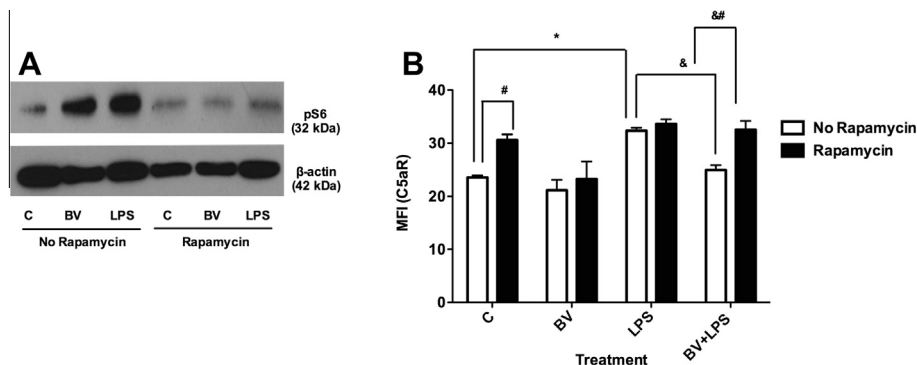 A
pS6
(32 kDa)
β-actin
(42 kDa)
C BV LPS C BV LPS
No Rapamycin Rapamycin
B
&#
*
&
#
40
30
20
10
0
MFI (C5aR)
C BV LPS BV+LPS
Treatment
No Rapamycin
Rapamycin